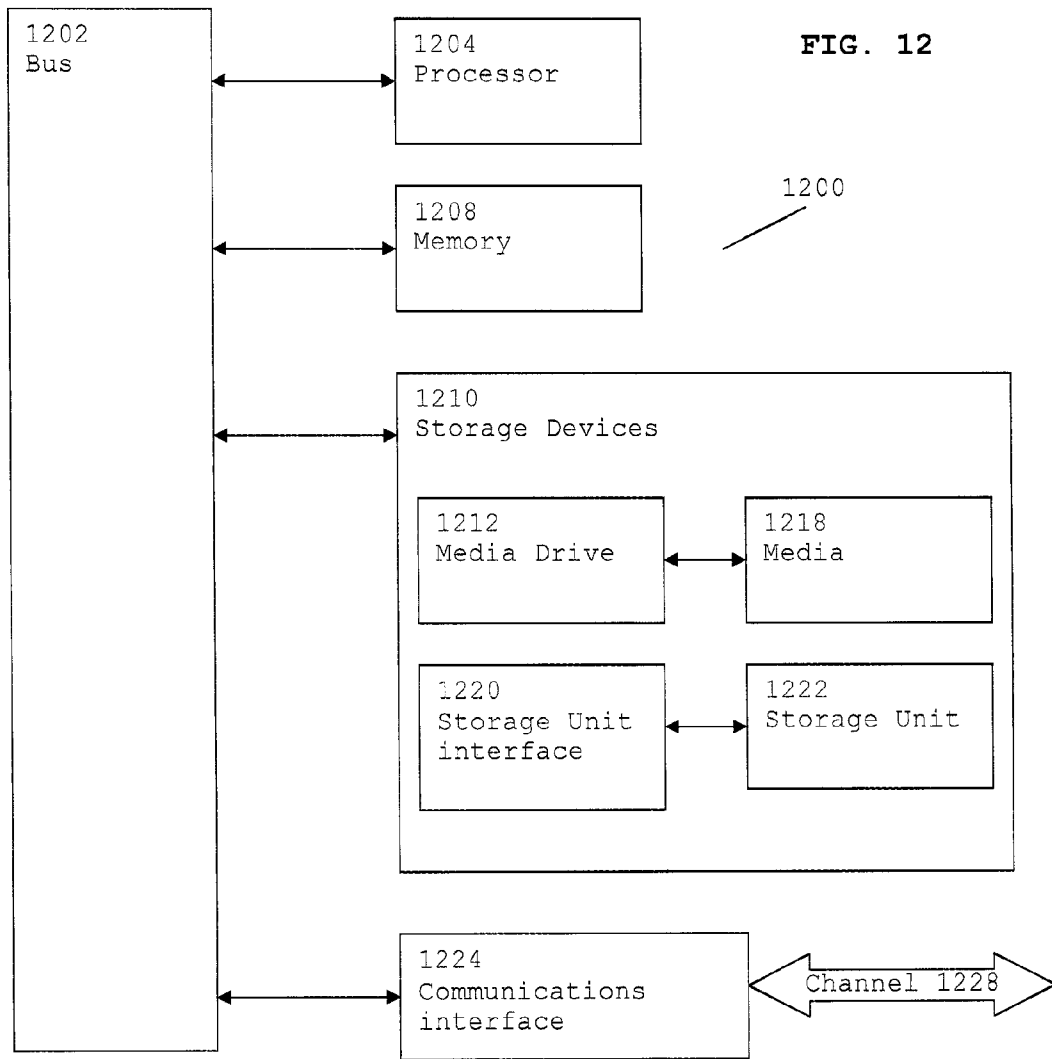 1202
Bus
1204
Processor
FIG. 12
1200
1208
Memory
1210
Storage Devices
1212
Media Drive
1218
Media
1220
Storage Unit
interface
1222
Storage Unit
1224
Communications
interface
Channel 1228